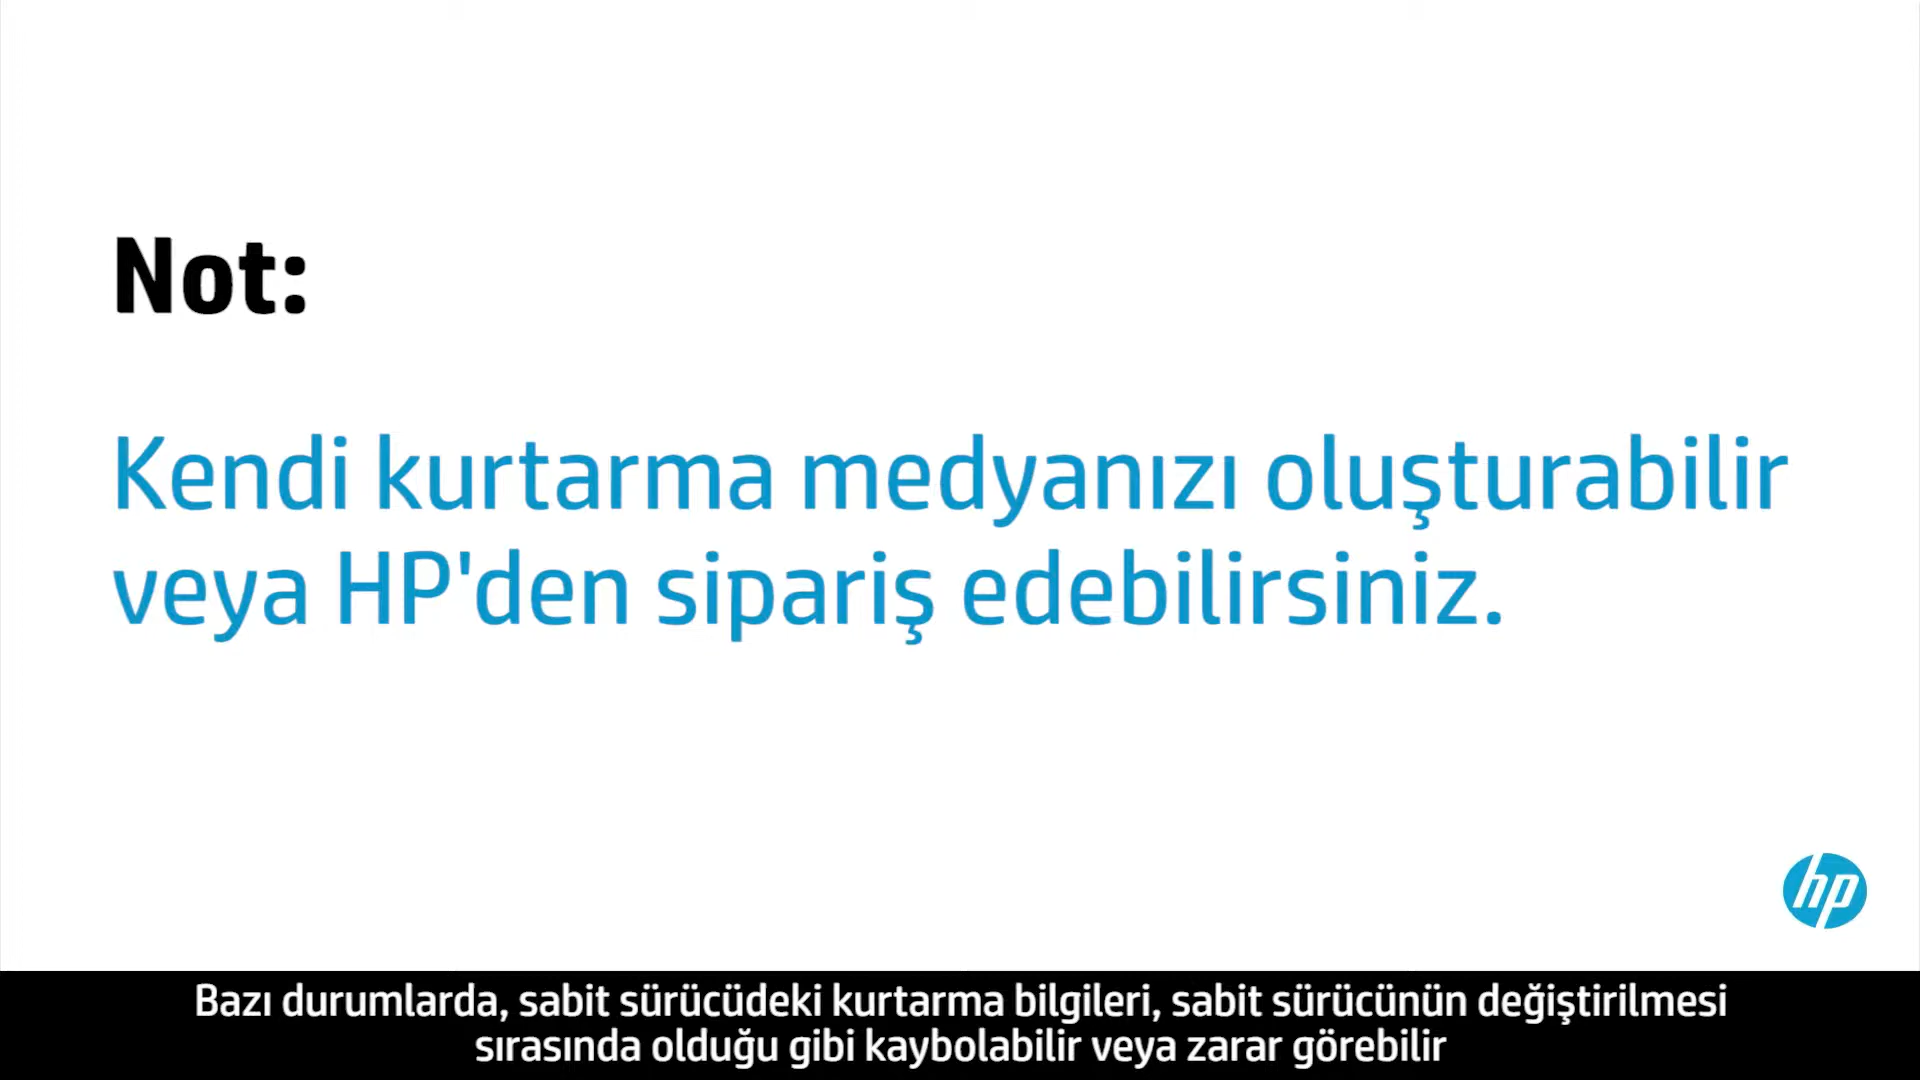 Not:
Kendi kurtarma medyanızı oluşturabilir
veya HP'den sipariş edebilirsiniz.
hp
Bazı durumlarda, sabit sürücüdeki kurtarma bilgileri, sabit sürücünün değiştirilmesi
sırasında olduğu gibi kaybolabilir veya zarar görebilir